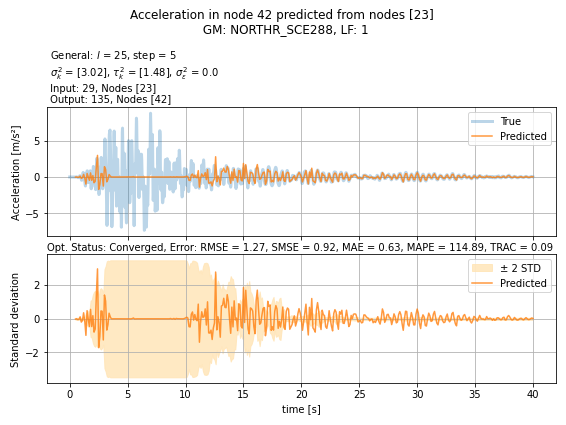 Acceleration in node 42 predicted from nodes [23]
GM: NORTHR_SCE288, LF: 1
General: l = 25, step = 5
σ²ₖ = [3.02], τ²ₖ = [1.48], σ²ε = 0.0
Input: 29, Nodes [23]
Output: 135, Nodes [42]
Acceleration [m/s²]
5
0
−5
True
Predicted
Opt. Status: Converged, Error: RMSE = 1.27, SMSE = 0.92, MAE = 0.63, MAPE = 114.89, TRAC = 0.09
Standard deviation
2
0
−2
± 2 STD
Predicted
0 5 10 15 20 25 30 35 40
time [s]